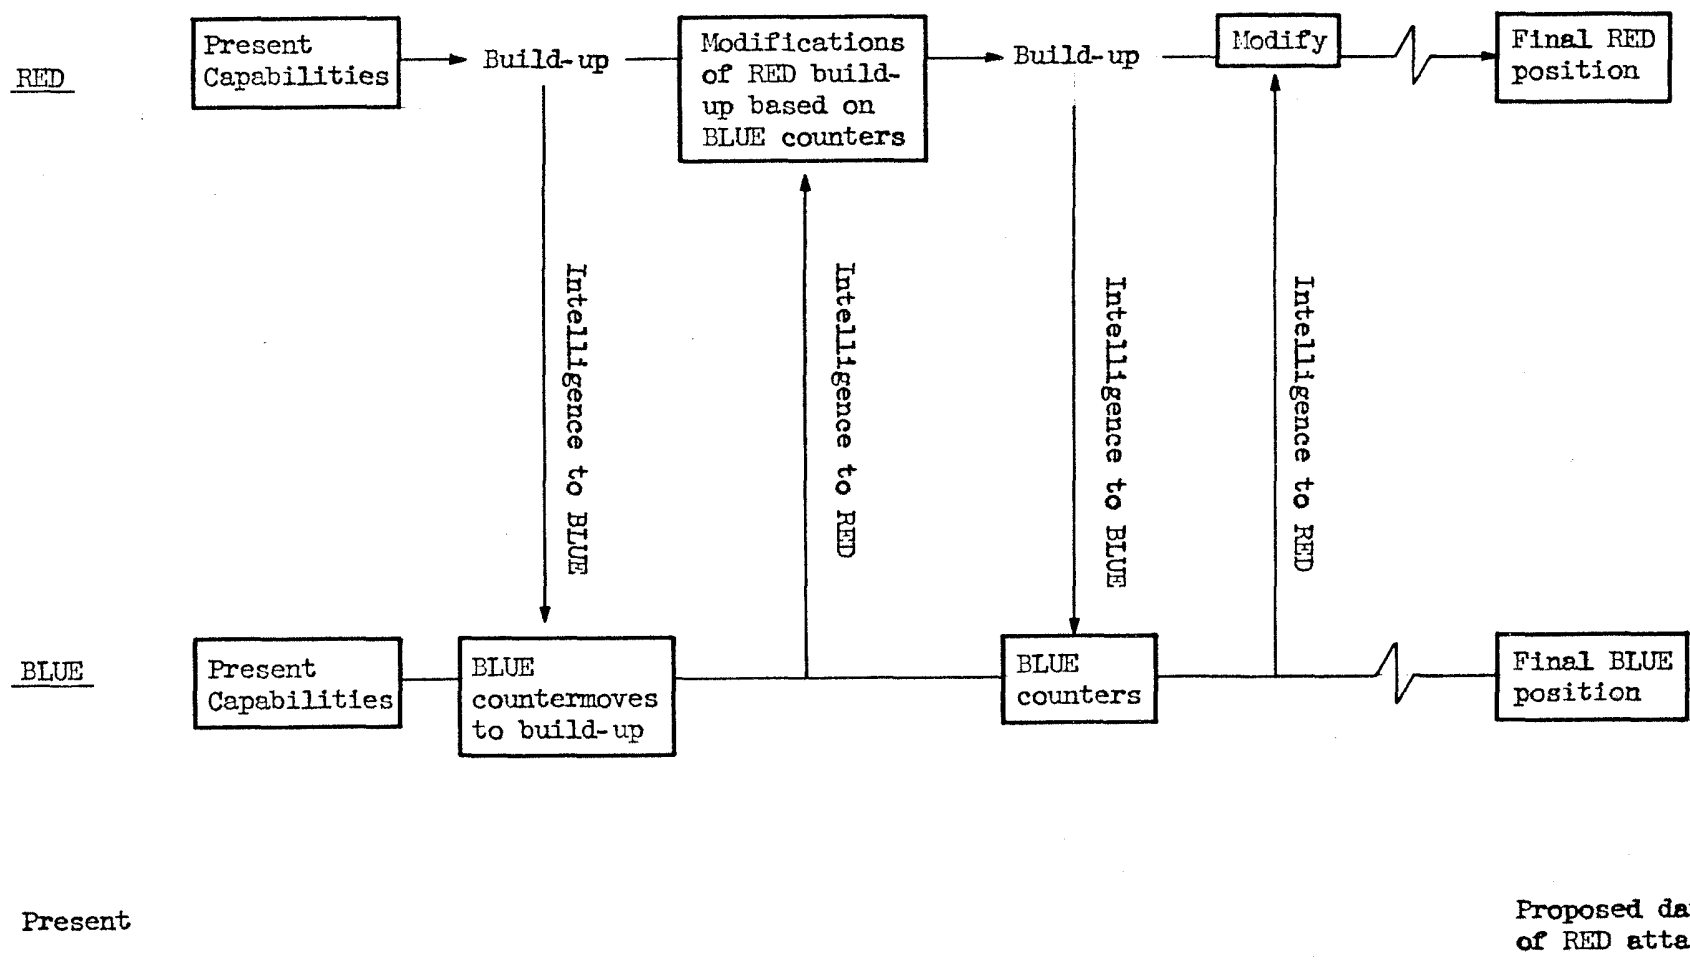 RED
Present
Capabilities
Build-up
Modifications
of RED build-
up based on
BLUE counters
Build-up
Modify
Final RED
position
Intelligence to BLUE
Intelligence to RED
Intelligence to BLUE
Intelligence to RED
BLUE
Present
Capabilities
BLUE
countermoves
to build-up
BLUE
counters
Final BLUE
position
Present
Proposed
of RED